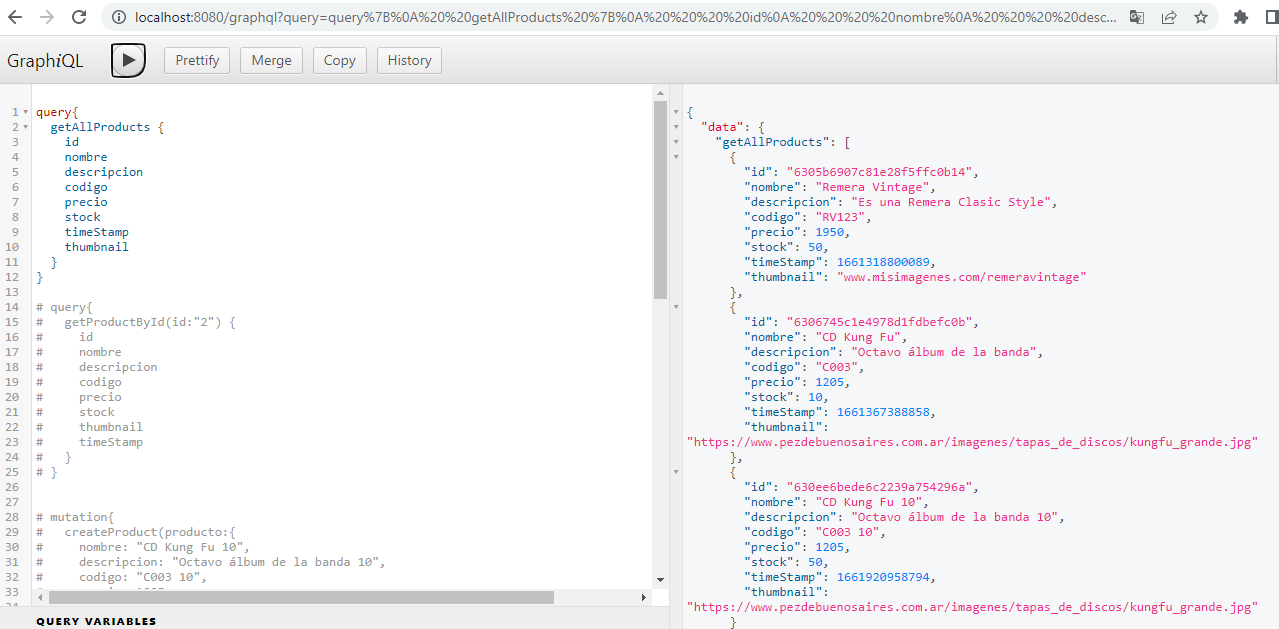 localhost:8080/graphql?query=query%7B%0A%20%20getAllProducts%20%7B%0A%20%20%20%20id%0A%20%20%20%20nombre%0A%20%20%20%20desc...
GraphiQL
Prettify
Merge
Copy
History
1 query{
2 getAllProducts {
3 id
4 nombre
5 descripcion
6 codigo
7 precio
8 stock
9 timeStamp
10 thumbnail
11 }
12 }
13
14 # query{
15 # getProductById(id:"2") {
16 # id
17 # nombre
18 # descripcion
19 # codigo
20 # precio
21 # stock
22 # thumbnail
23 # timeStamp
24 # }
25 # }
26
27
28 # mutation{
29 # createProduct(producto:{
30 # nombre: "CD Kung Fu 10",
31 # descripcion: "Octavo álbum de la banda 10",
32 # codigo: "C003 10",
33
QUERY VARIABLES
{
"data": {
"getAllProducts": [
{
"id": "6305b6907c81e28f5ffc0b14",
"nombre": "Remera Vintage",
"descripcion": "Es una Remera Clasic Style",
"codigo": "RV123",
"precio": 1950,
"stock": 50,
"timeStamp": 1661318800089,
"thumbnail": "www.misimagenes.com/remeravintage"
},
{
"id": "6306745c1e4978d1fdbefc0b",
"nombre": "CD Kung Fu",
"descripcion": "Octavo álbum de la banda",
"codigo": "C003",
"precio": 1205,
"stock": 10,
"timeStamp": 1661367388858,
"thumbnail":
"https://www.pezdebuenosaires.com.ar/imagenes/tapas_de_discos/kungfu_grande.jpg"
},
{
"id": "630ee6bede6c2239a754296a",
"nombre": "CD Kung Fu 10",
"descripcion": "Octavo álbum de la banda 10",
"codigo": "C003 10",
"precio": 1205,
"stock": 50,
"timeStamp": 1661920958794,
"thumbnail":
"https://www.pezdebuenosaires.com.ar/imagenes/tapas_de_discos/kungfu_grande.jpg"
}